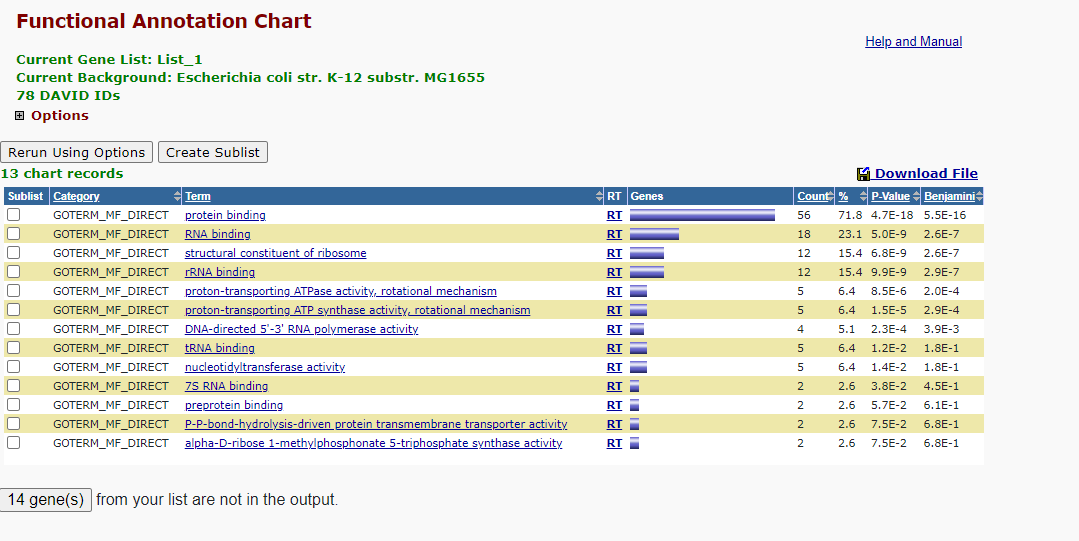 Functional Annotation Chart
Help and Manual
Current Gene List: List_1
Current Background: Escherichia coli str. K-12 substr. MG1655
78 DAVID IDs
Options
Rerun Using Options Create Sublist
13 chart records Download File
Sublist Category Term RT Genes Count % P-Value Benjamini
GOTERM_MF_DIRECT protein binding RT 56 71.8 4.7E-18 5.5E-16
GOTERM_MF_DIRECT RNA binding RT 18 23.1 5.0E-9 2.6E-7
GOTERM_MF_DIRECT structural constituent of ribosome RT 12 15.4 6.8E-9 2.6E-7
GOTERM_MF_DIRECT rRNA binding RT 12 15.4 9.9E-9 2.9E-7
GOTERM_MF_DIRECT proton-transporting ATPase activity, rotational mechanism RT 5 6.4 8.5E-6 2.0E-4
GOTERM_MF_DIRECT proton-transporting ATP synthase activity, rotational mechanism RT 5 6.4 1.5E-5 2.9E-4
GOTERM_MF_DIRECT DNA-directed 5'-3' RNA polymerase activity RT 4 5.1 2.3E-4 3.9E-3
GOTERM_MF_DIRECT tRNA binding RT 5 6.4 1.2E-2 1.8E-1
GOTERM_MF_DIRECT nucleotidyltransferase activity RT 5 6.4 1.4E-2 1.8E-1
GOTERM_MF_DIRECT 7S RNA binding RT 2 2.6 3.8E-2 4.5E-1
GOTERM_MF_DIRECT preprotein binding RT 2 2.6 5.7E-2 6.1E-1
GOTERM_MF_DIRECT P-P-bond-hydrolysis-driven protein transmembrane transporter activity RT 2 2.6 7.5E-2 6.8E-1
GOTERM_MF_DIRECT alpha-D-ribose 1-methylphosphonate 5-triphosphate synthase activity RT 2 2.6 7.5E-2 6.8E-1
14 gene(s) from your list are not in the output.